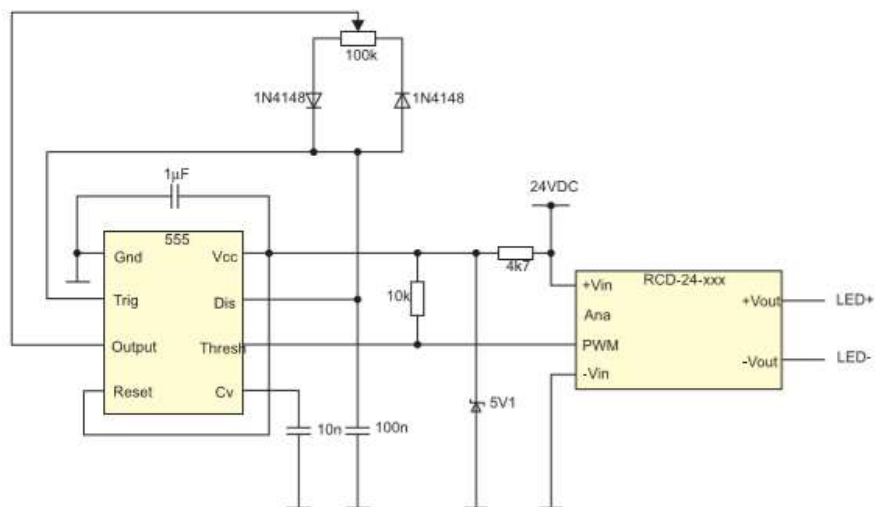 100k
1N4148
1N4148
1µF
24VDC
555
Gnd
Vcc
4k7
RCD-24-xxx
+Vin
Trig
Dis
10k
+Vout
LED+
Ana
Output
Thresh
PWM
-Vout
LED-
-Vin
Reset
Cv
5V1
10n
100n